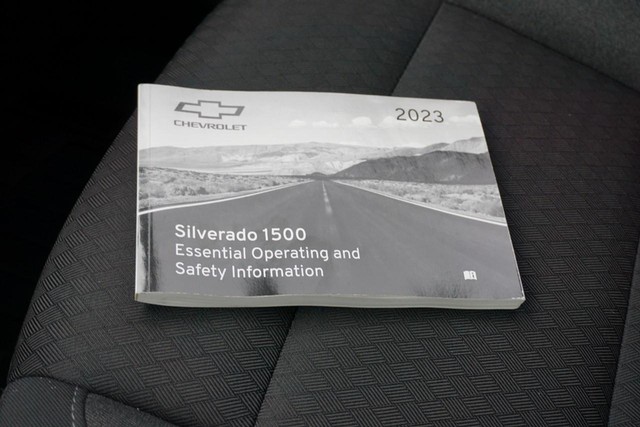 CHEVROLET
2023
Silverado 1500
Essential Operating and
Safety Information